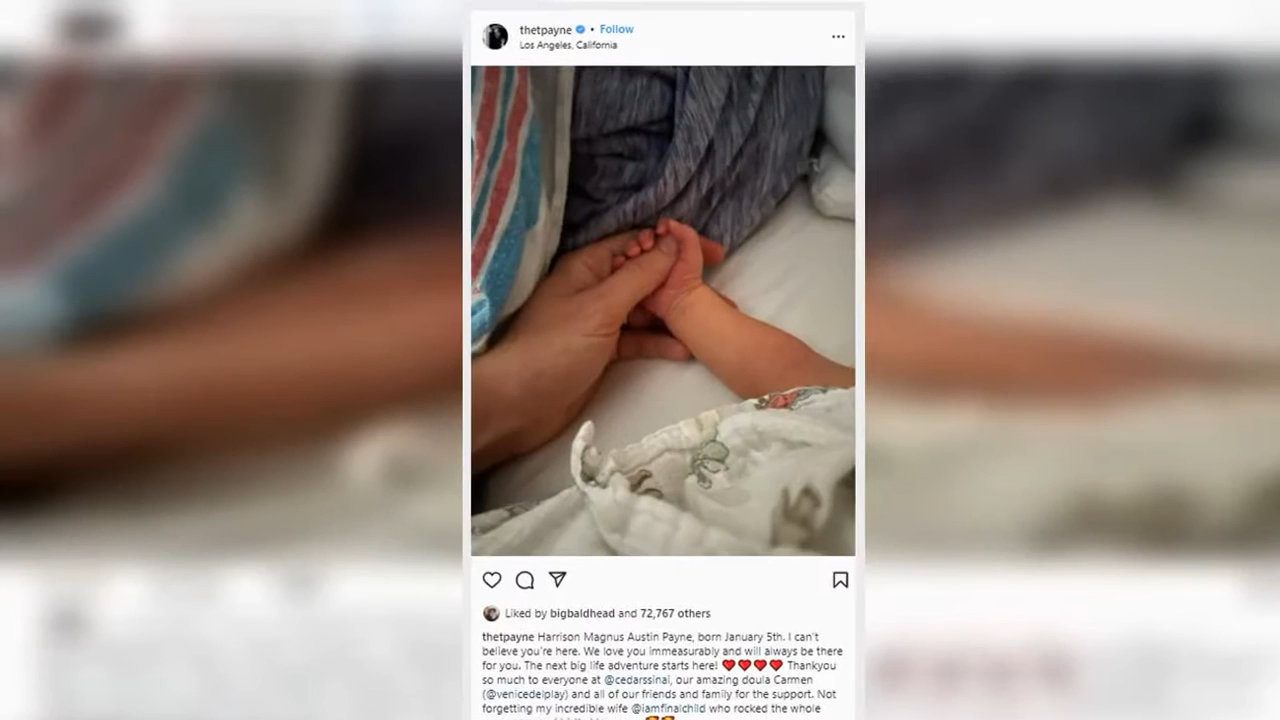 thetpayne • Follow
Los Angeles, California
Liked by bigbaldhead and 72,767 others
thetpayne Harrison Magnus Austin Payne, born January 5th. I can't
believe you're here. We love you immeasurably and will always be there
for you. The next big life adventure starts here! ❤️❤️❤️❤️ Thankyou
so much to everyone at @cedarssinai, our amazing doula Carmen
(@venicedelplay) and all of our friends and family for the support. Not
forgetting my incredible wife @iamfinalchild who rocked the whole